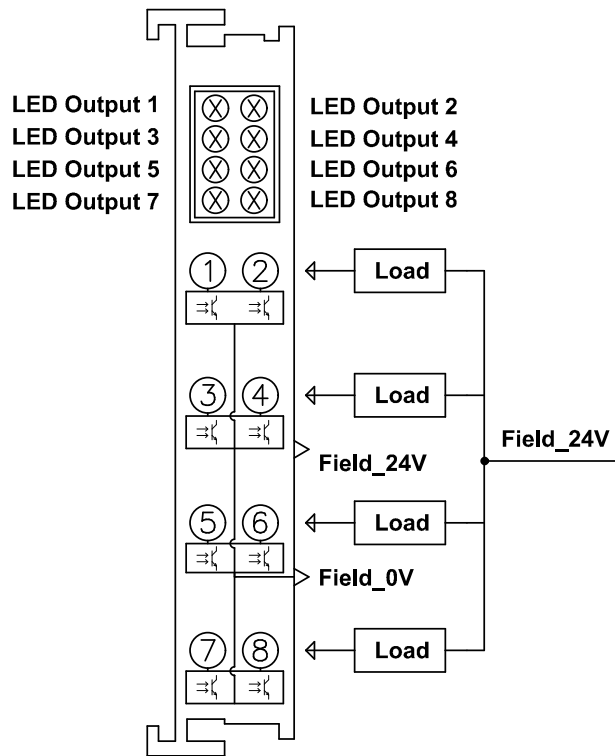 LED Output 1
LED Output 2
LED Output 3
LED Output 4
LED Output 5
LED Output 6
LED Output 7
LED Output 8
1 2
Load
3 4
Load
Field_24V
Field_24V
5 6
Load
Field_0V
7 8
Load